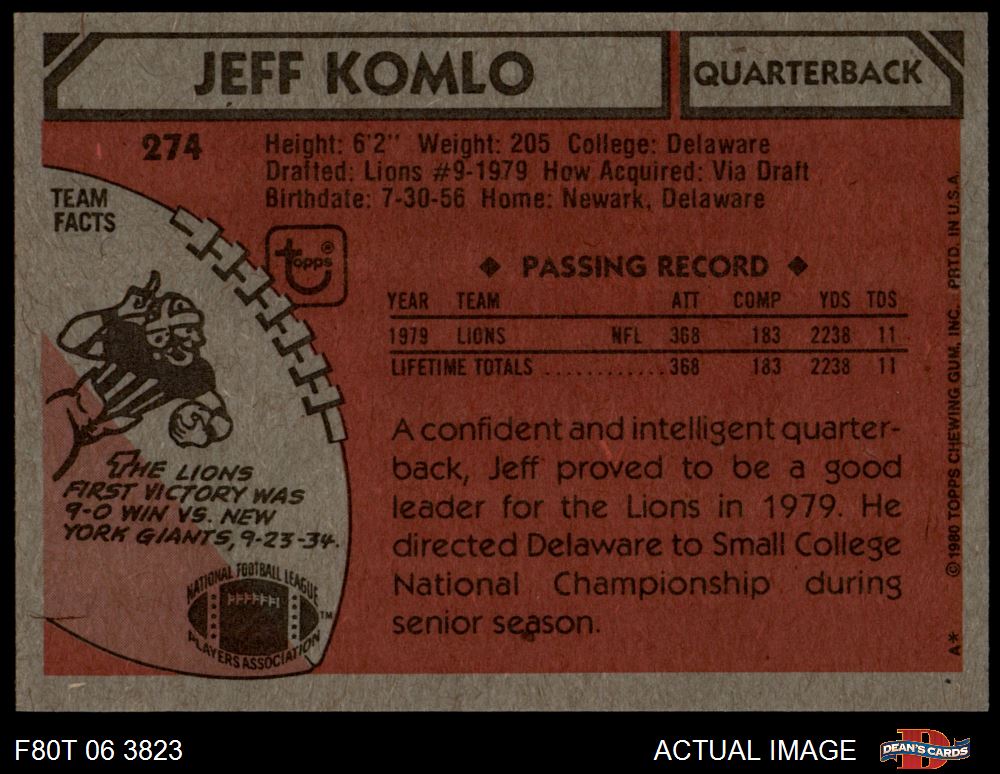 JEFF KOMLO
QUARTERBACK
274
Height: 6'2" Weight: 205 College: Delaware
Drafted: Lions #9-1979 How Acquired: Via Draft
Birthdate: 7-30-56 Home: Newark, Delaware
TEAM
FACTS
topps®
◆ PASSING RECORD ◆
YEAR TEAM ATT COMP YDS TDS
1979 LIONS NFL 368 183 2238 11
LIFETIME TOTALS ............ 368 183 2238 11
A confident and intelligent quarter-
back, Jeff proved to be a good
leader for the Lions in 1979. He
directed Delaware to Small College
National Championship during
senior season.
THE LIONS
FIRST VICTORY WAS
9-0 WIN VS. NEW
YORK GIANTS, 9-23-34.
NATIONAL FOOTBALL LEAGUE
PLAYERS ASSOCIATION
TM
A* ©1980 TOPPS CHEWING GUM, INC. PRTD. IN U.S.A.
F80T 06 3823
ACTUAL IMAGE
DEAN'S CARDS